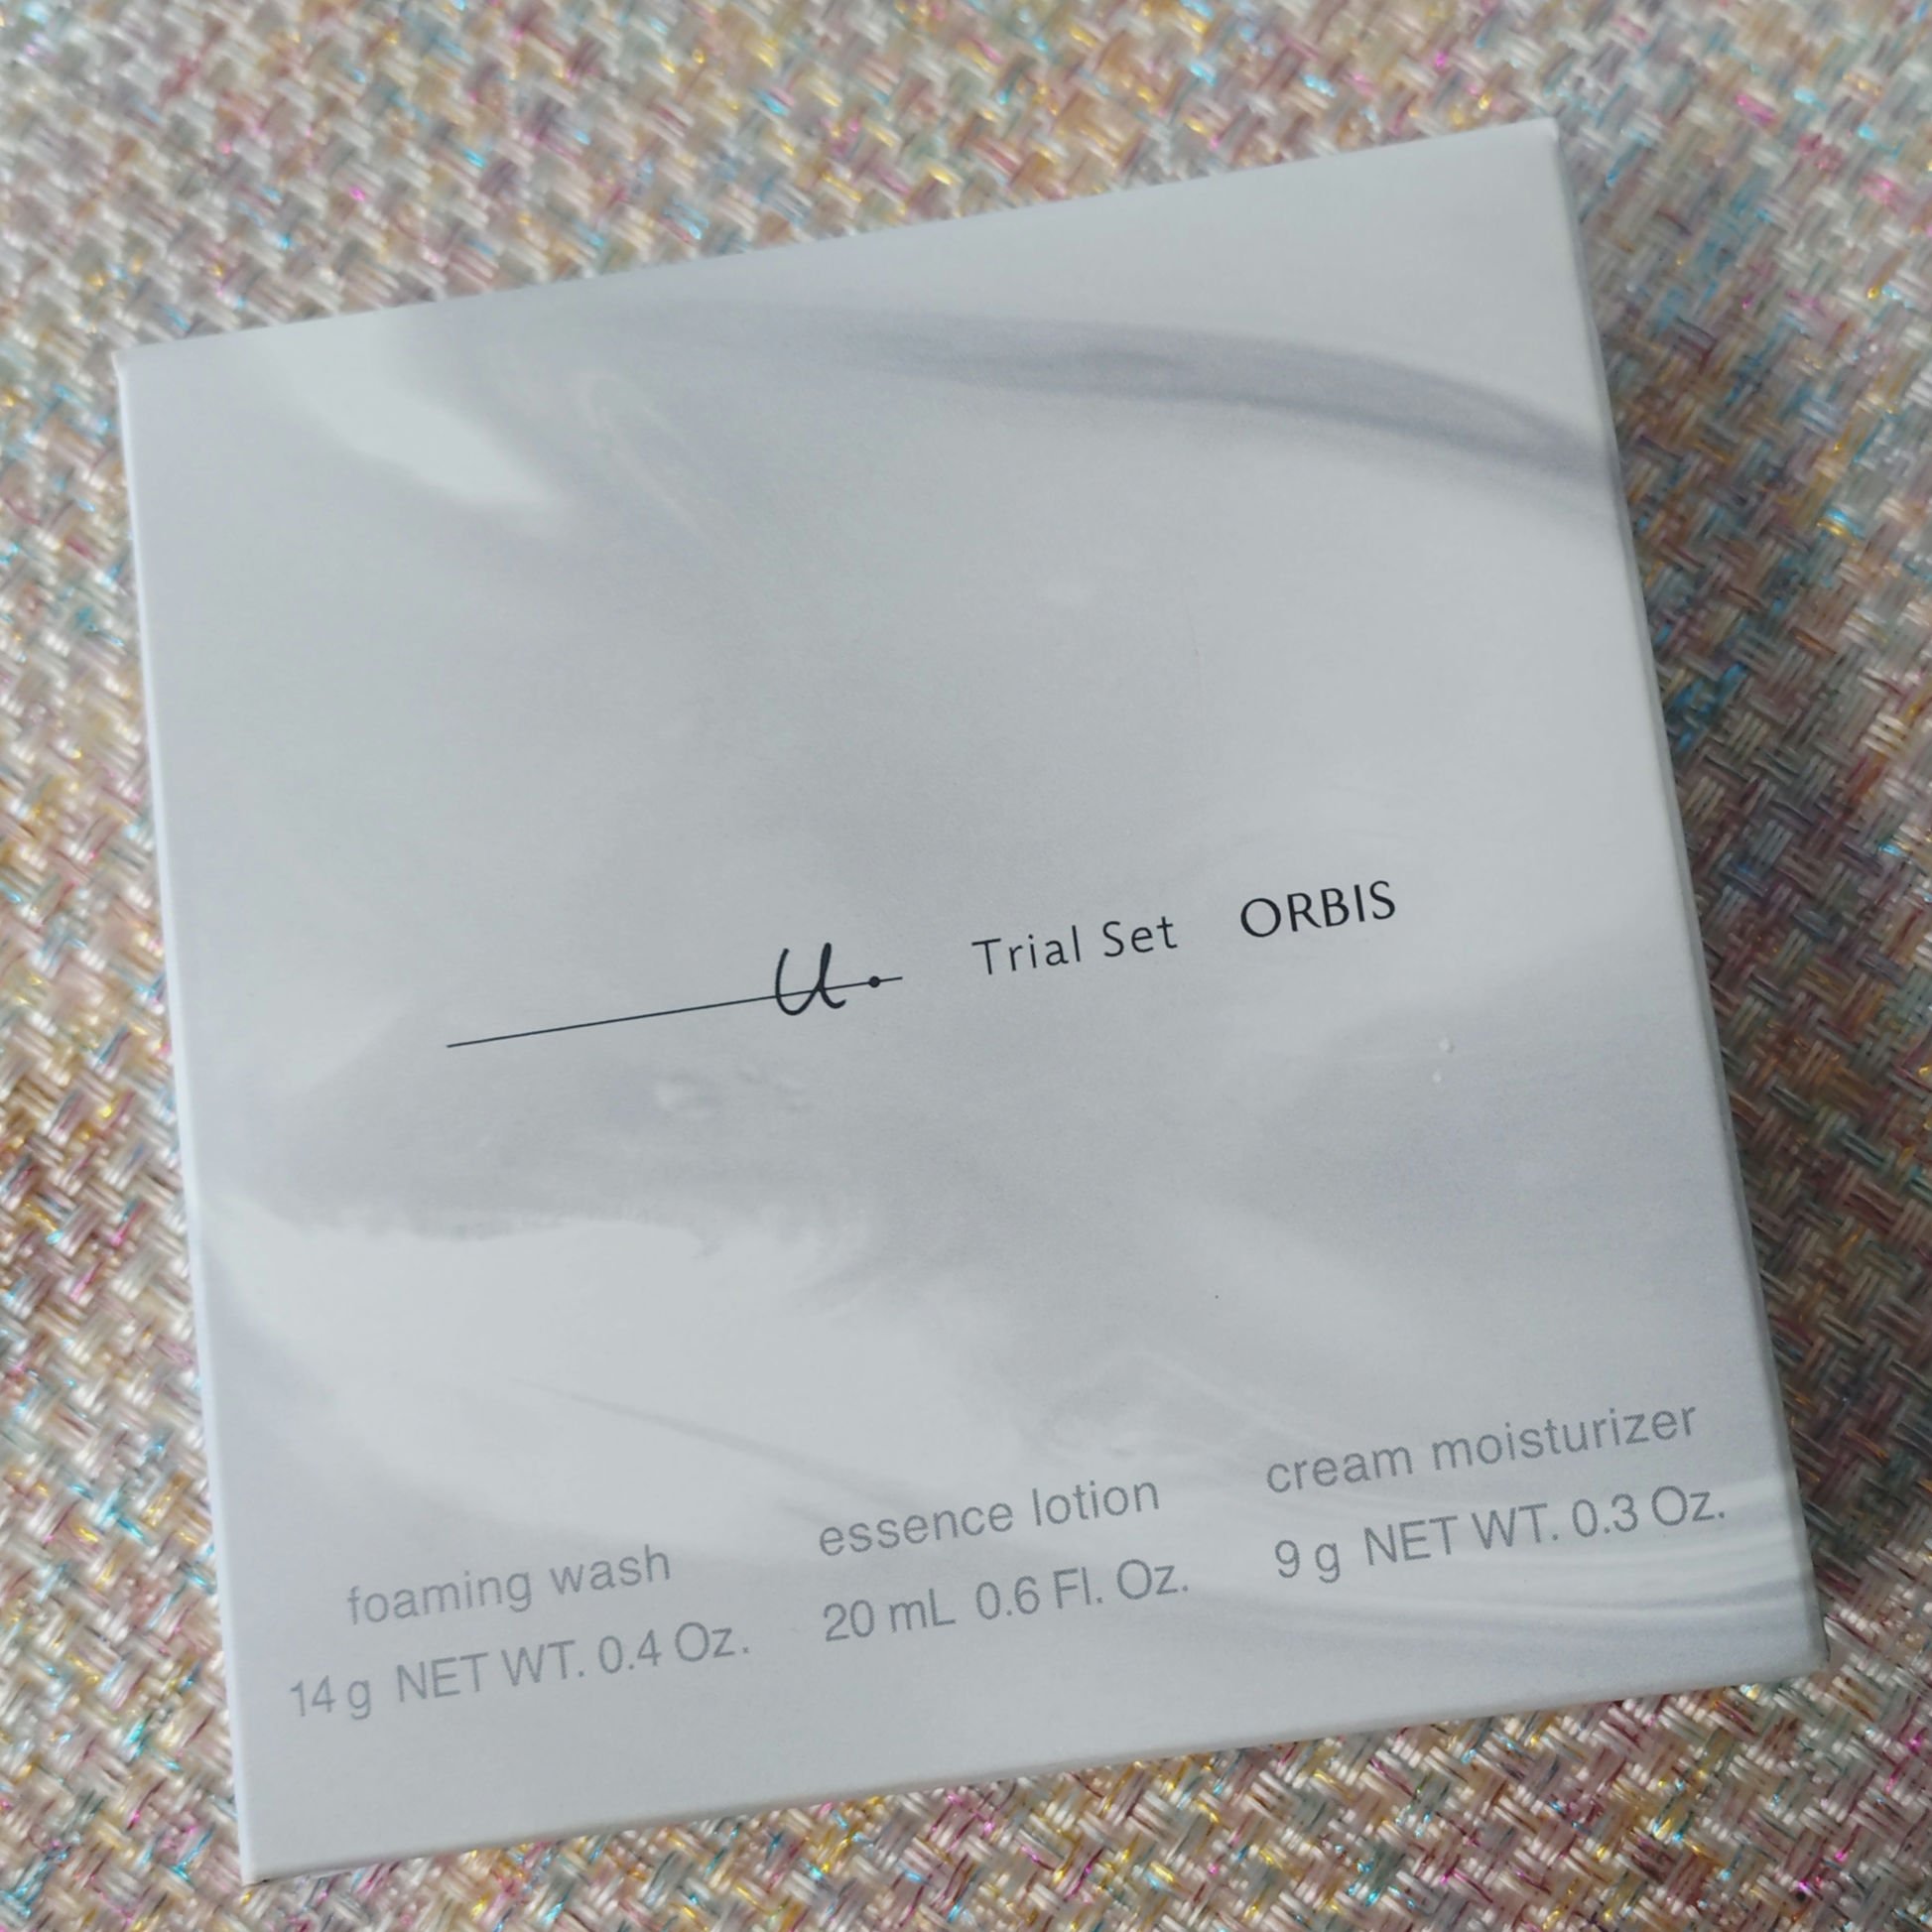 u. Trial Set ORBIS
foaming wash
14 g NET WT. 0.4 Oz.
essence lotion
20 mL 0.6 Fl. Oz.
cream moisturizer
9 g NET WT. 0.3 Oz.